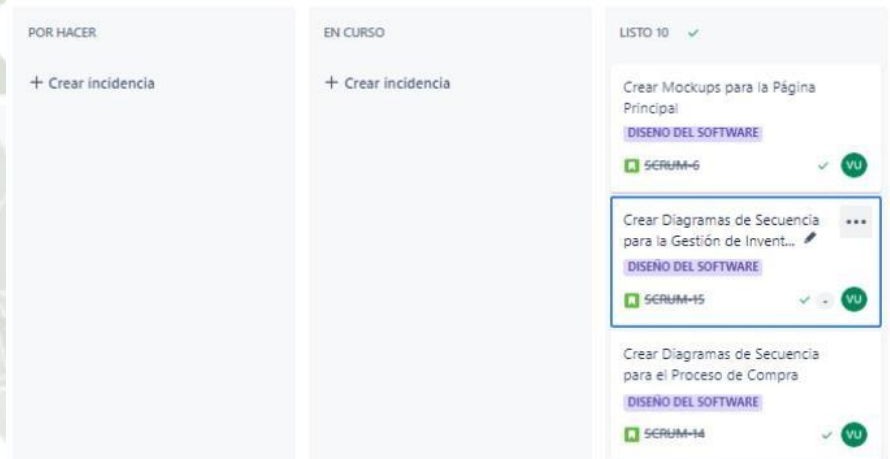 POR HACER
+ Crear incidencia
EN CURSO
+ Crear incidencia
LISTO 10
Crear Mockups para la Página
Principal
DISEÑO DEL SOFTWARE
SCRUM-6
VU
Crear Diagramas de Secuencia
para la Gestión de Invent...
DISEÑO DEL SOFTWARE
SCRUM-15
-
VU
Crear Diagramas de Secuencia
para el Proceso de Compra
DISEÑO DEL SOFTWARE
SCRUM-14
VU